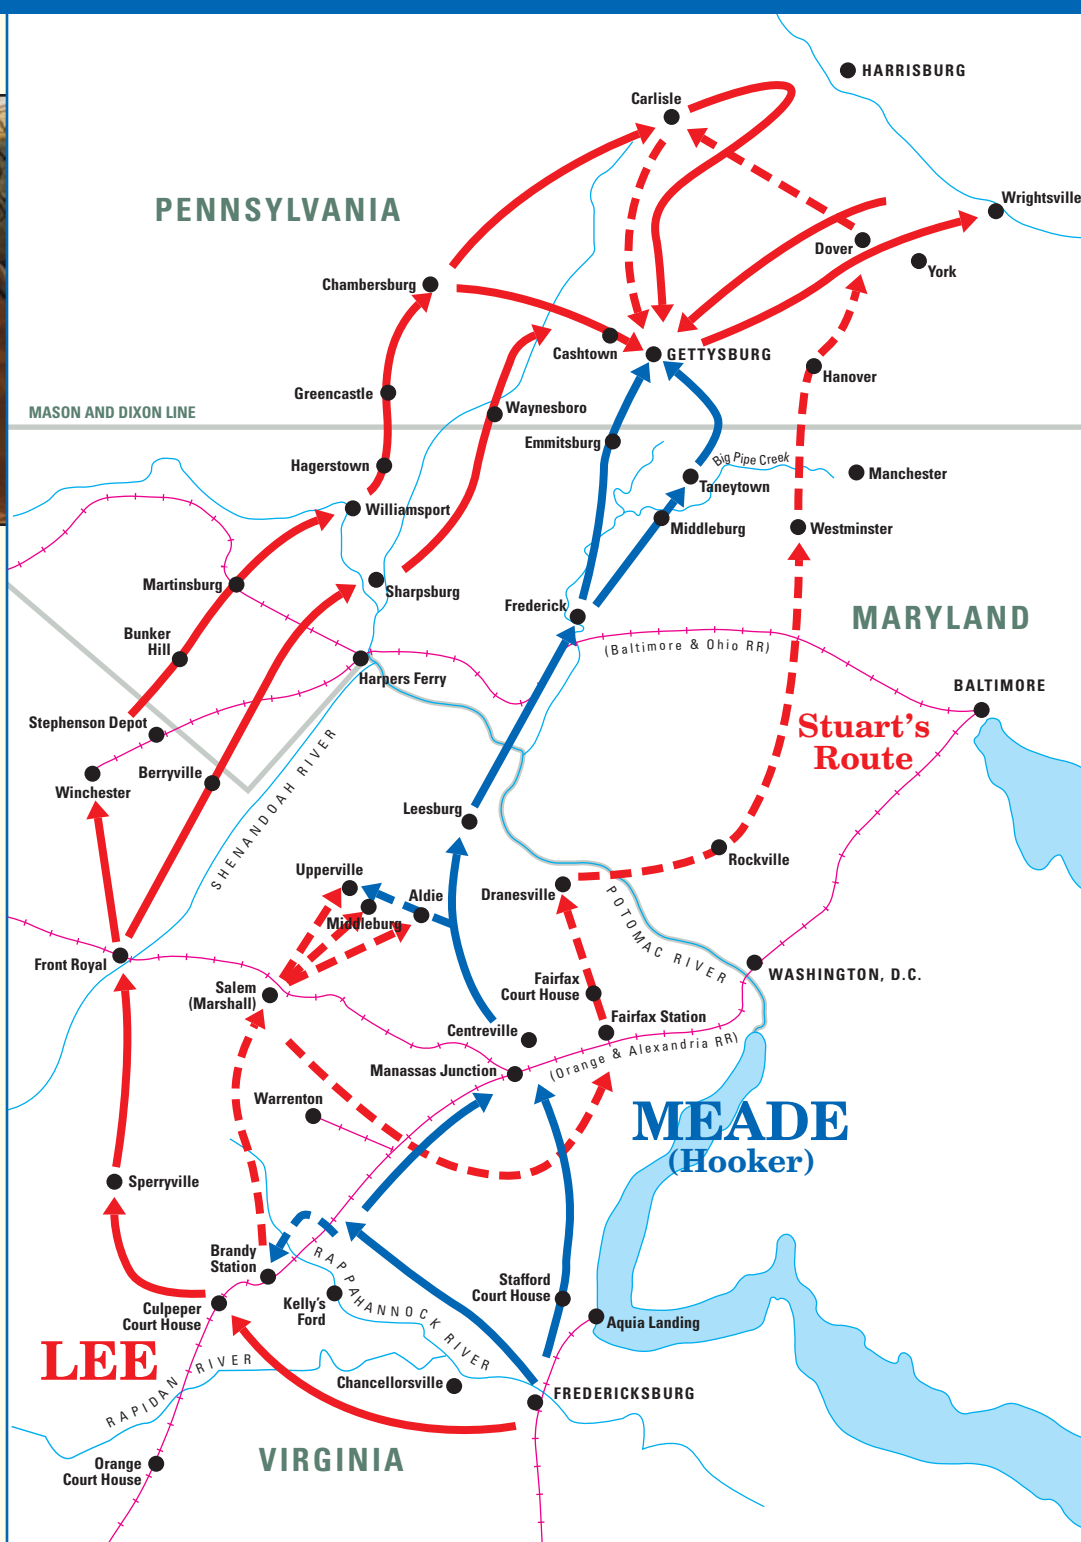 HARRISBURG
Carlisle
Wrightsville
PENNSYLVANIA
Dover
York
Chambersburg
Cashtown
GETTYSBURG
Hanover
Greencastle
MASON AND DIXON LINE
Waynesboro
Emmitsburg
Big Pipe Creek
Hagerstown
Taneytown
Manchester
Williamsport
Middleburg
Westminster
Martinsburg
Sharpsburg
Frederick
MARYLAND
Bunker
Hill
(Baltimore & Ohio RR)
Harpers Ferry
BALTIMORE
Stephenson Depot
Stuart's
Route
Berryville
Winchester
SHENANDOAH RIVER
Leesburg
Rockville
Upperville
Aldie
Dranesville
Middleburg
POTOMAC RIVER
Front Royal
WASHINGTON, D.C.
Salem
(Marshall)
Fairfax
Court House
Fairfax Station
Centreville
(Orange & Alexandria RR)
Manassas Junction
Warrenton
MEADE
(Hooker)
Sperryville
Brandy
Station
RAPPAHANNOCK RIVER
Stafford
Court House
Kelly's
Ford
Culpeper
Court House
Aquia Landing
LEE
RAPIDAN RIVER
Chancellorsville
FREDERICKSBURG
VIRGINIA
Orange
Court House